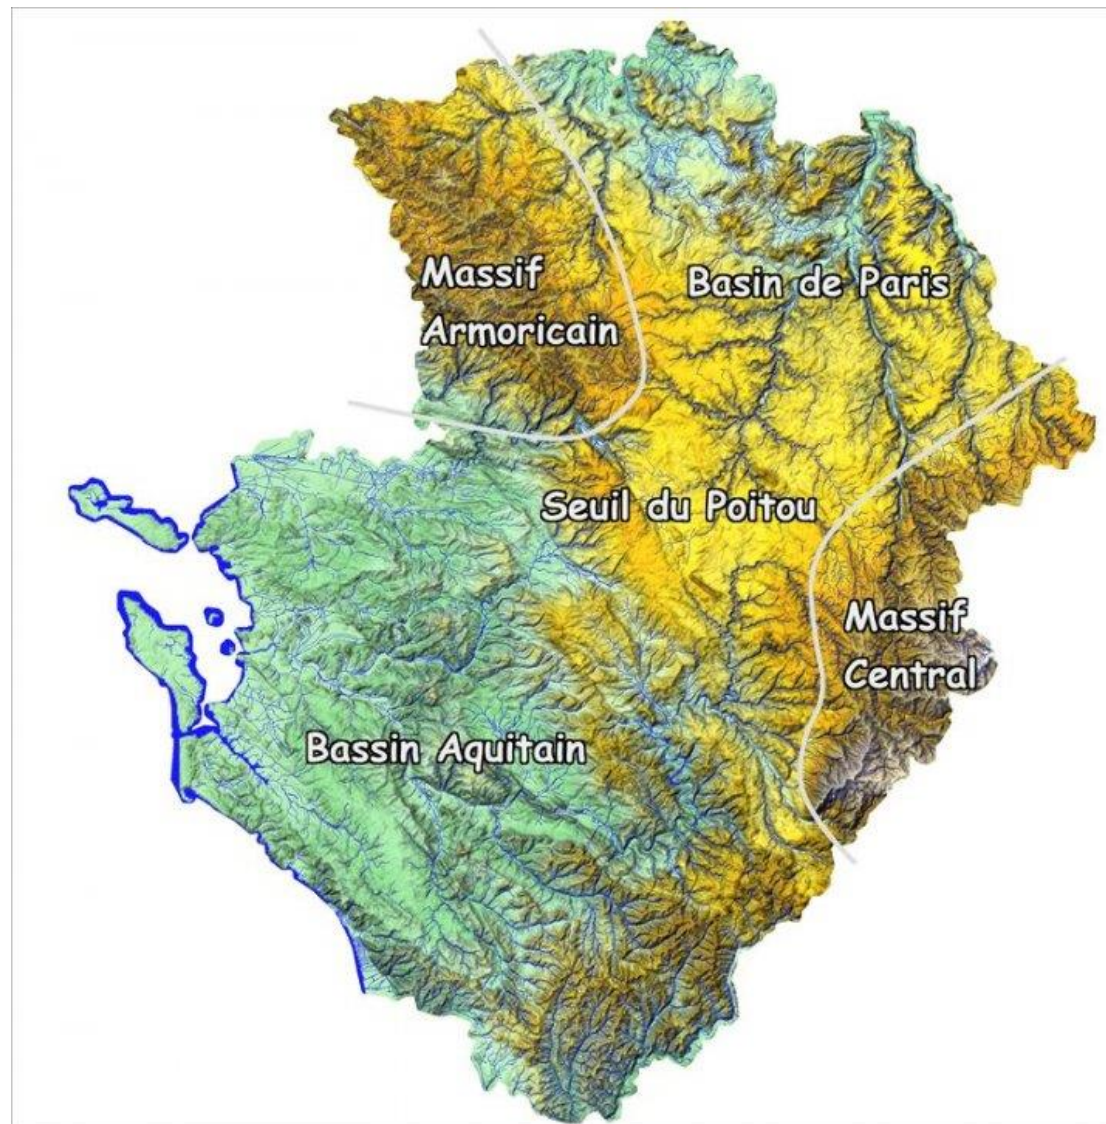 Massif
Armoricain
Basin de Paris
Seuil du Poitou
Massif
Central
Bassin Aquitain